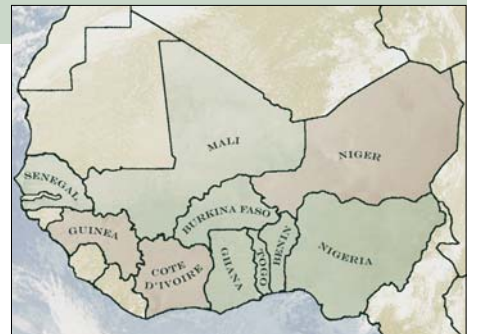 MALI
NIGER
SENEGAL
BURKINA FASO
GUINEA
BENIN
NIGERIA
GHANA
TOGO
COTE
D'IVOIRE